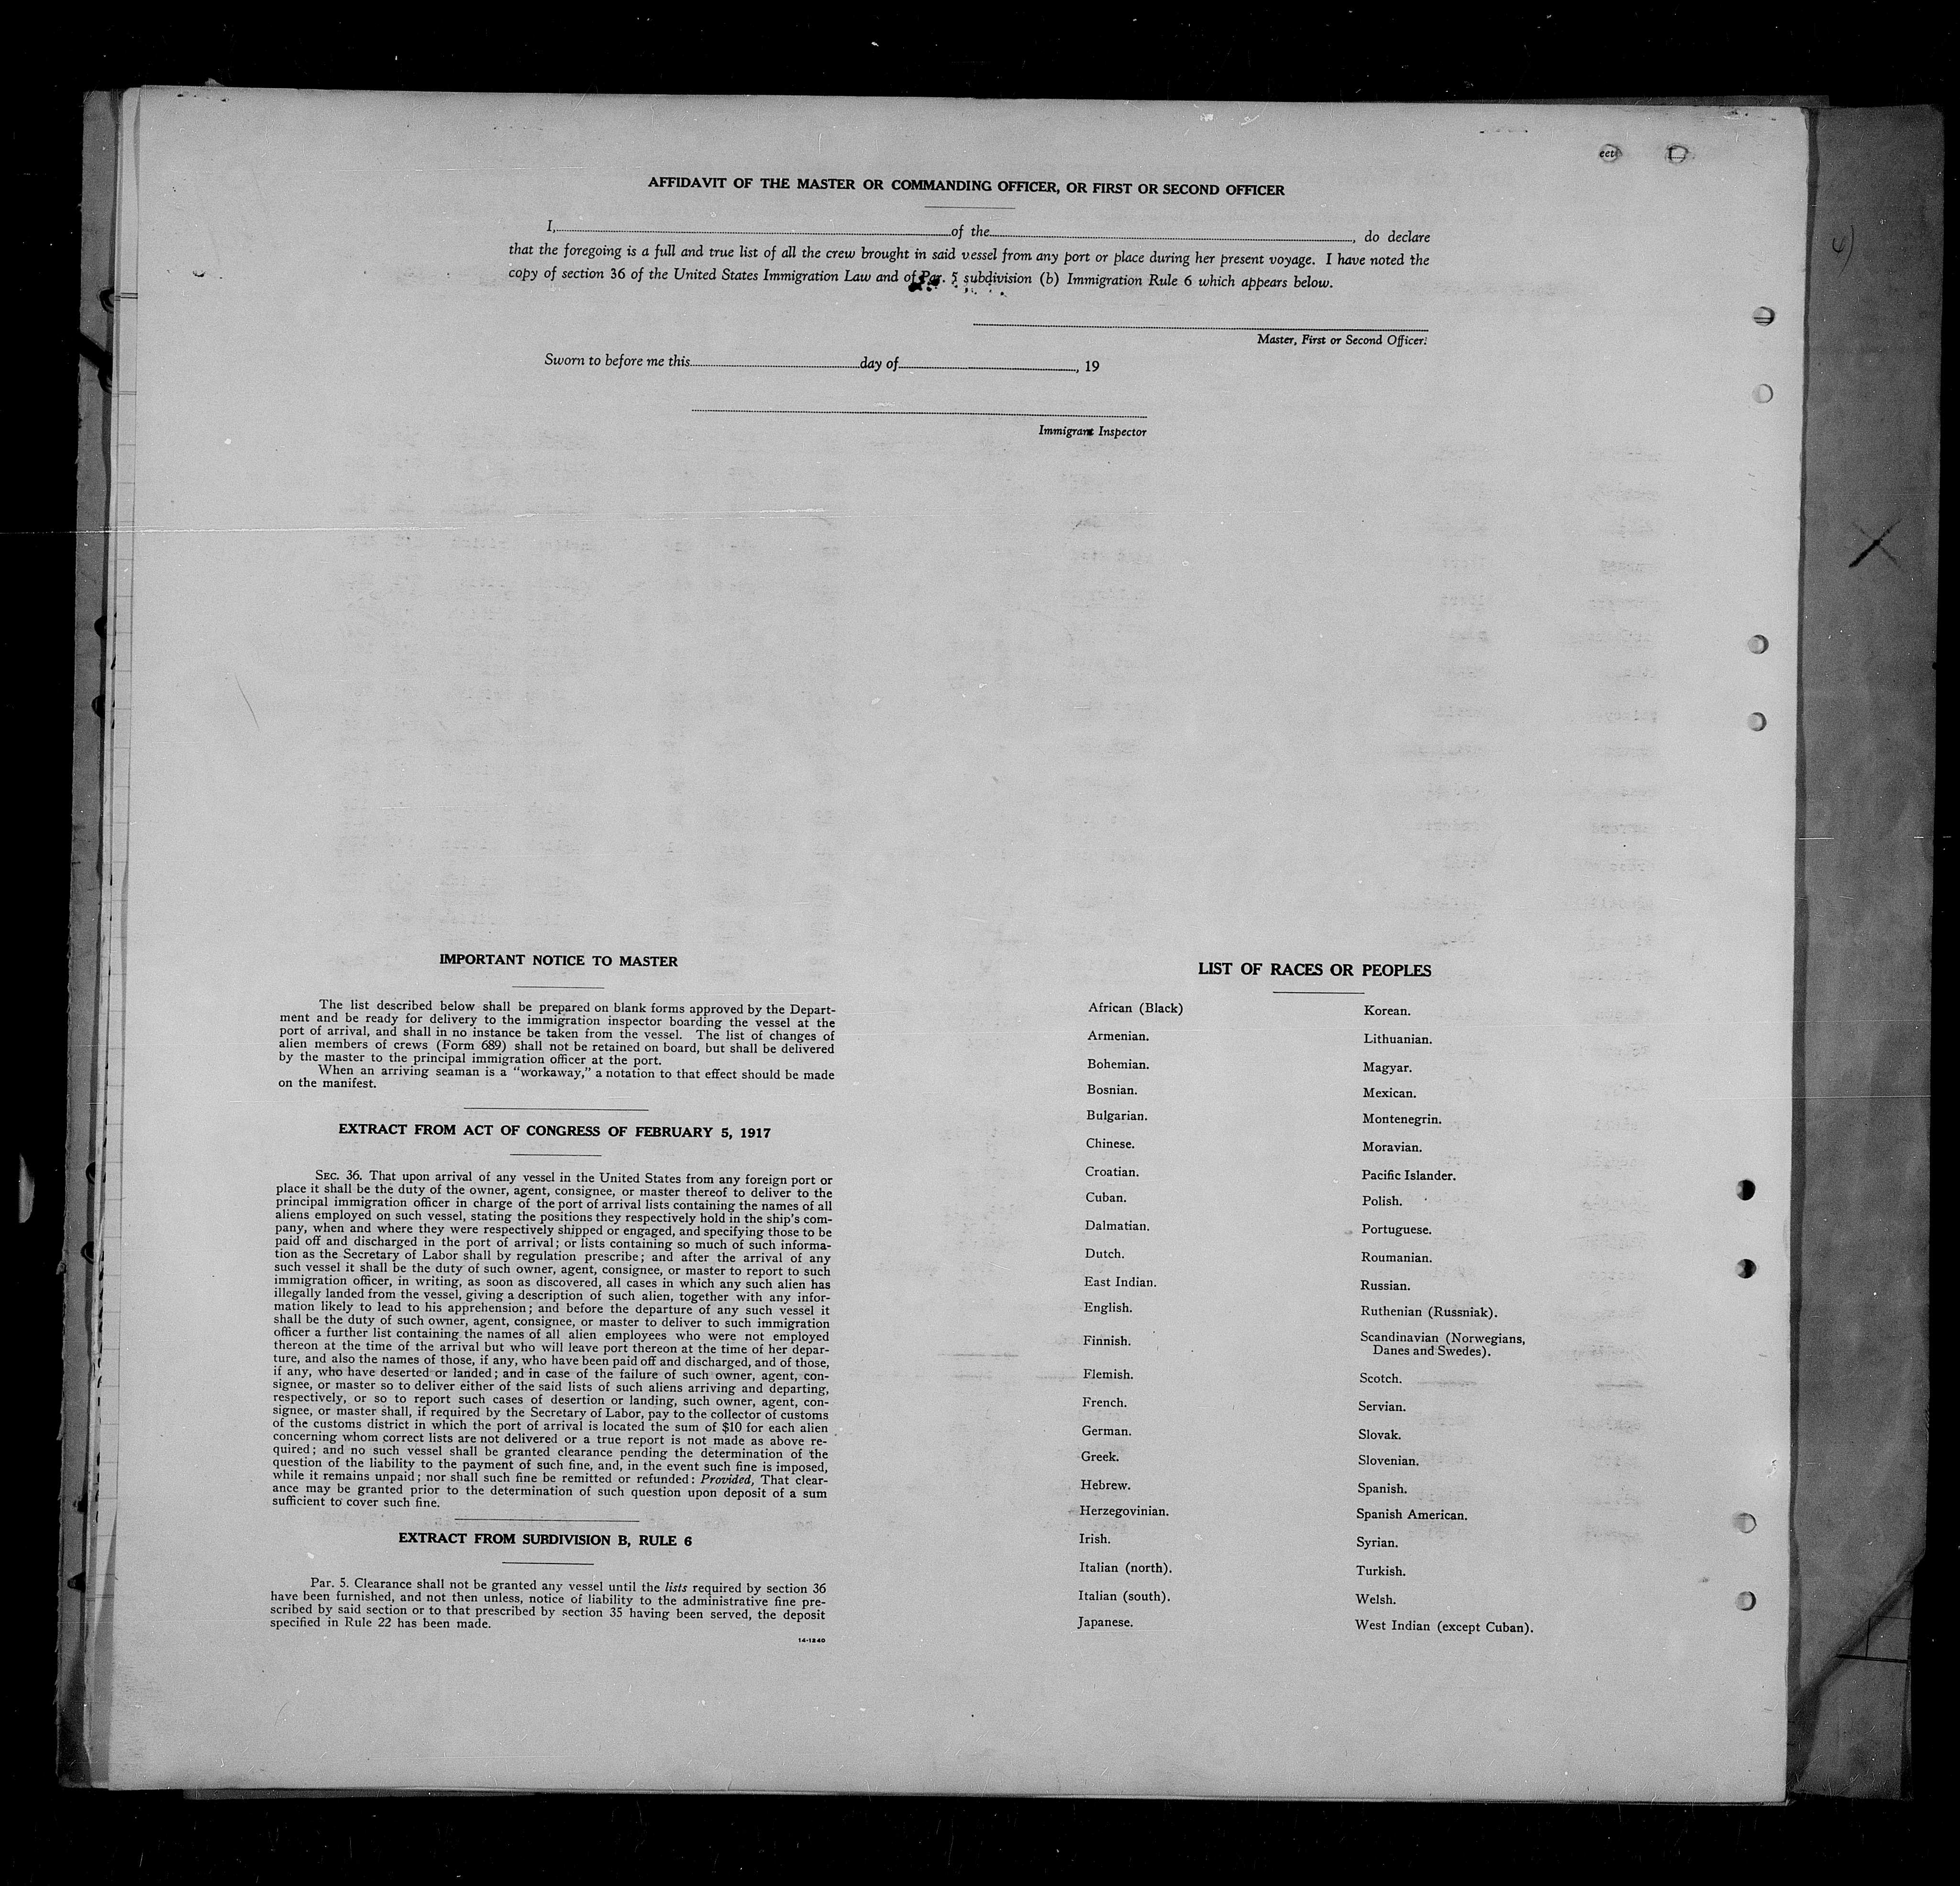 AFFIDAVIT OF THE MASTER OR COMMANDING OFFICER, OR FIRST OR SECOND OFFICER
I, of the , do declare
that the foregoing is a full and true list of all the crew brought in said vessel from any port or place during her present voyage. I have noted the
copy of section 36 of the United States Immigration Law and of Par. 5 subdivision (b) Immigration Rule 6 which appears below.
Master, First or Second Officer.
Sworn to before me this day of , 19
Immigrant Inspector
IMPORTANT NOTICE TO MASTER
The list described below shall be prepared on blank forms approved by the Depart-
ment and be ready for delivery to the immigration inspector boarding the vessel at the
port of arrival, and shall in no instance be taken from the vessel. The list of changes of
alien members of crews (Form 689) shall not be retained on board, but shall be delivered
by the master to the principal immigration officer at the port.
When an arriving seaman is a "workaway," a notation to that effect should be made
on the manifest.
EXTRACT FROM ACT OF CONGRESS OF FEBRUARY 5, 1917
SEC. 36. That upon arrival of any vessel in the United States from any foreign port or
place it shall be the duty of the owner, agent, consignee, or master thereof to deliver to the
principal immigration officer in charge of the port of arrival lists containing the names of all
aliens employed on such vessel, stating the positions they respectively hold in the ship's com-
pany, when and where they were respectively shipped or engaged, and specifying those to be
paid off and discharged in the port of arrival; or lists containing so much of such informa-
tion as the Secretary of Labor shall by regulation prescribe; and after the arrival of any
such vessel it shall be the duty of such owner, agent, consignee, or master to report to such
immigration officer, in writing, as soon as discovered, all cases in which any such alien has
illegally landed from the vessel, giving a description of such alien, together with any infor-
mation likely to lead to his apprehension; and before the departure of any such vessel it
shall be the duty of such owner, agent, consignee, or master to deliver to such immigration
officer a further list containing the names of all alien employees who were not employed
thereon at the time of the arrival but who will leave port thereon at the time of her depar-
ture, and also the names of those, if any, who have been paid off and discharged, and of those,
if any, who have deserted or landed; and in case of the failure of such owner, agent, con-
signee, or master so to deliver either of the said lists of such aliens arriving and departing,
respectively, or so to report such cases of desertion or landing, such owner, agent, con-
signee, or master shall, if required by the Secretary of Labor, pay to the collector of customs
of the customs district in which the port of arrival is located the sum of $10 for each alien
concerning whom correct lists are not delivered or a true report is not made as above re-
quired; and no such vessel shall be granted clearance pending the determination of the
question of the liability to the payment of such fine, and, in the event such fine is imposed,
while it remains unpaid; nor shall such fine be remitted or refunded: Provided, That clear-
ance may be granted prior to the determination of such question upon deposit of a sum
sufficient to cover such fine.
EXTRACT FROM SUBDIVISION B, RULE 6
Par. 5. Clearance shall not be granted any vessel until the lists required by section 36
have been furnished, and not then unless, notice of liability to the administrative fine pre-
scribed by said section or to that prescribed by section 35 having been served, the deposit
specified in Rule 22 has been made.
14-1240
LIST OF RACES OR PEOPLES
African (Black)
Armenian.
Bohemian.
Bosnian.
Bulgarian.
Chinese.
Croatian.
Cuban.
Dalmatian.
Dutch.
East Indian.
English.
Finnish.
Flemish.
French.
German.
Greek.
Hebrew.
Herzegovinian.
Irish.
Italian (north).
Italian (south).
Japanese.
Korean.
Lithuanian.
Magyar.
Mexican.
Montenegrin.
Moravian.
Pacific Islander.
Polish.
Portuguese.
Roumanian.
Russian.
Ruthenian (Russniak).
Scandinavian (Norwegians,
Danes and Swedes).
Scotch.
Servian.
Slovak.
Slovenian.
Spanish.
Spanish American.
Syrian.
Turkish.
Welsh.
West Indian (except Cuban).